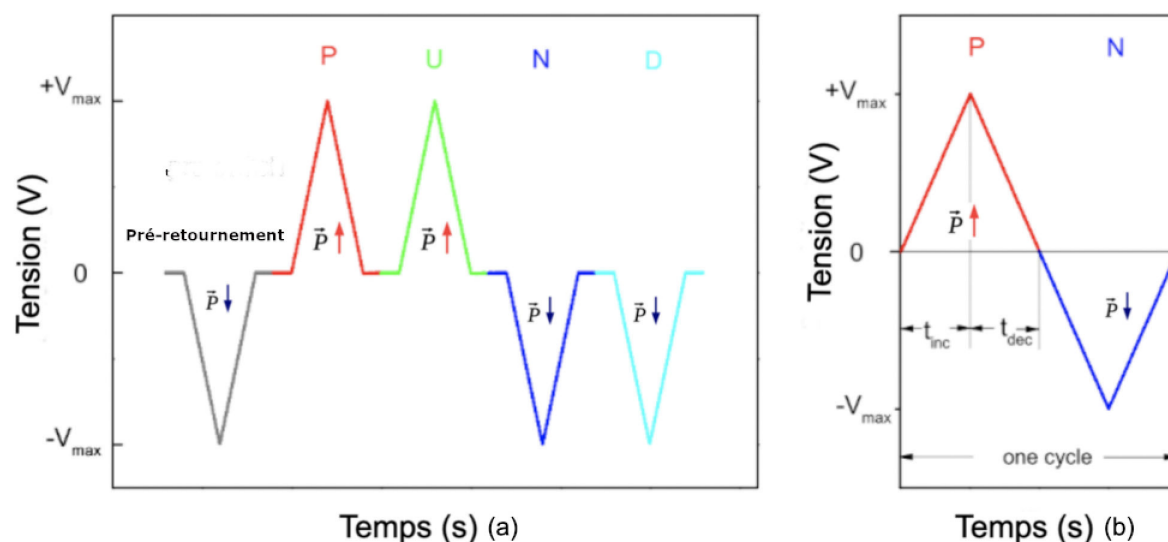 P U N D
+Vmax
Tension (V)
Pré-retournement
P
P
P
0
P
P
-Vmax
Temps (s) (a)
P N
+Vmax
Tension (V)
P
0
P
tinc tdec
-Vmax
one cycle
Temps (s) (b)